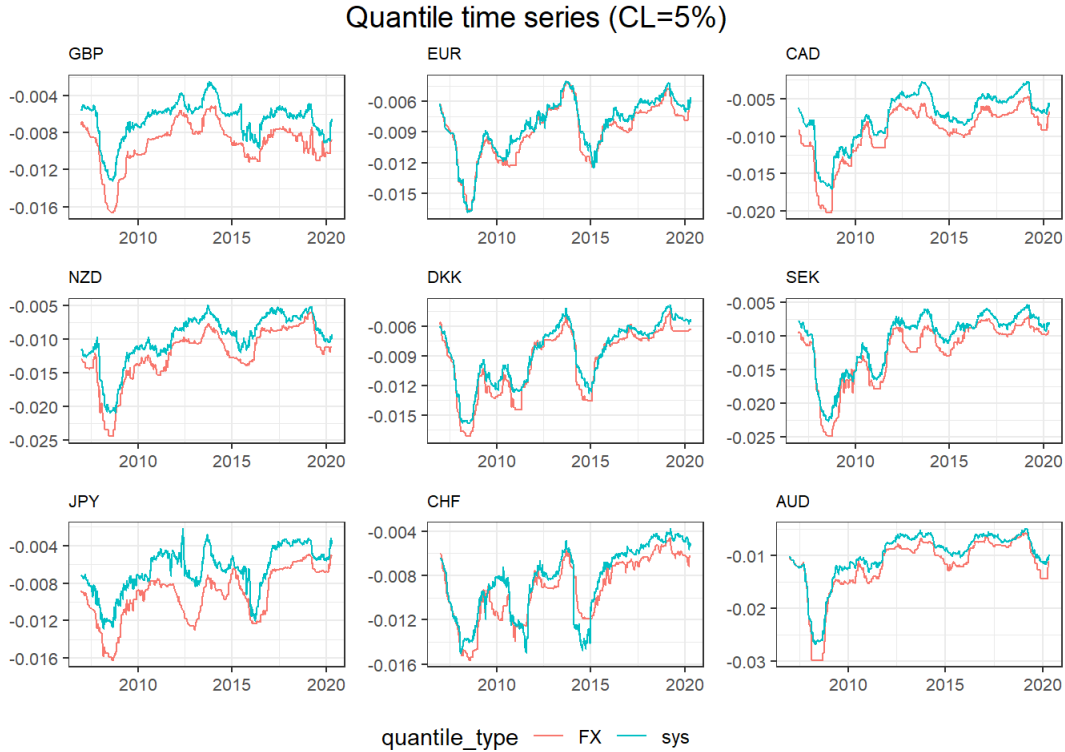 Quantile time series (CL=5%)
GBP
-0.004
-0.008
-0.012
-0.016
2010 2015 2020
EUR
-0.006
-0.009
-0.012
-0.015
2010 2015 2020
CAD
-0.005
-0.010
-0.015
-0.020
2010 2015 2020
NZD
-0.005
-0.010
-0.015
-0.020
-0.025
2010 2015 2020
DKK
-0.006
-0.009
-0.012
-0.015
2010 2015 2020
SEK
-0.005
-0.010
-0.015
-0.020
-0.025
2010 2015 2020
JPY
-0.004
-0.008
-0.012
-0.016
2010 2015 2020
CHF
-0.004
-0.008
-0.012
-0.016
2010 2015 2020
AUD
-0.01
-0.02
-0.03
2010 2015 2020
quantile_type FX sys